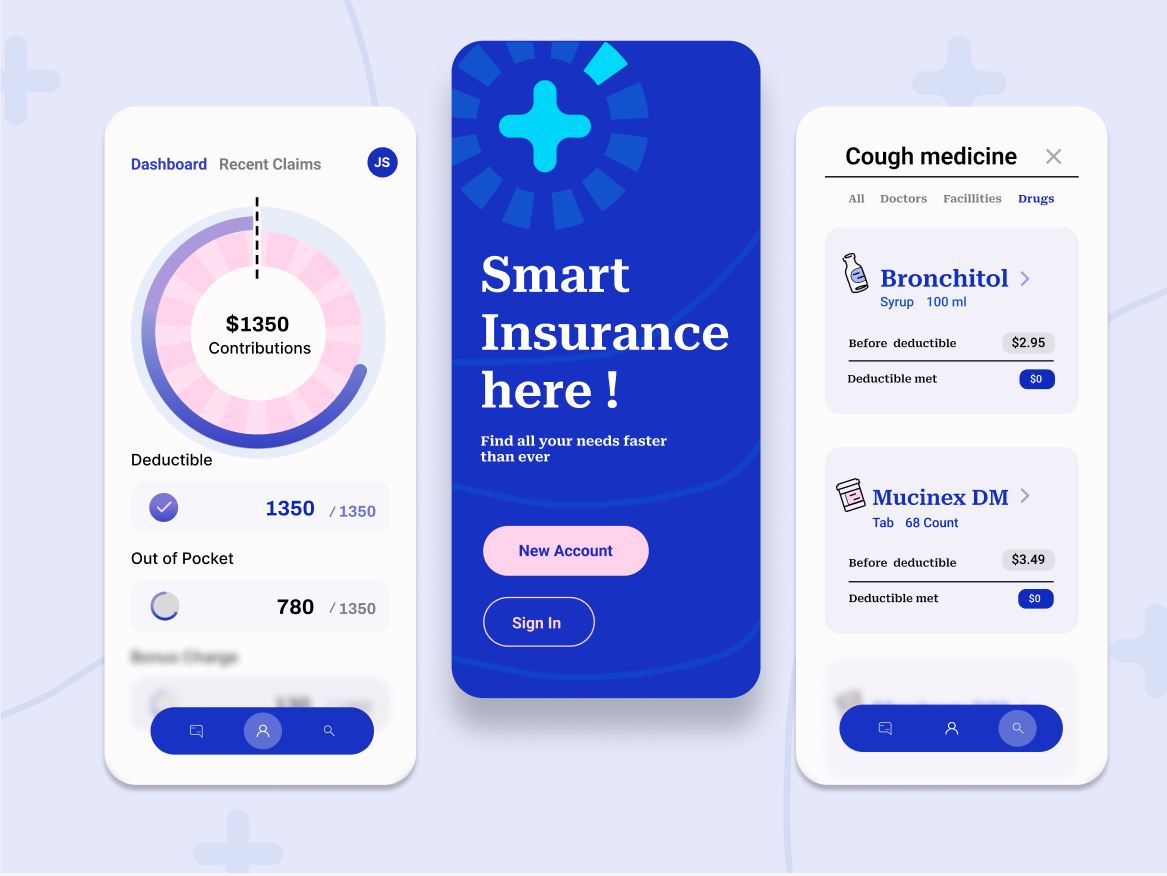 Dashboard Recent Claims JS
$1350
Contributions
Deductible
1350 / 1350
Out of Pocket
780 / 1350
Bonus Charge
Smart
Insurance
here !
Find all your needs faster
than ever
New Account
Sign In
Cough medicine
All Doctors Facillities Drugs
Bronchitol
Syrup 100 ml
Before deductible $2.95
Deductible met $0
Mucinex DM
Tab 68 Count
Before deductible $3.49
Deductible met $0